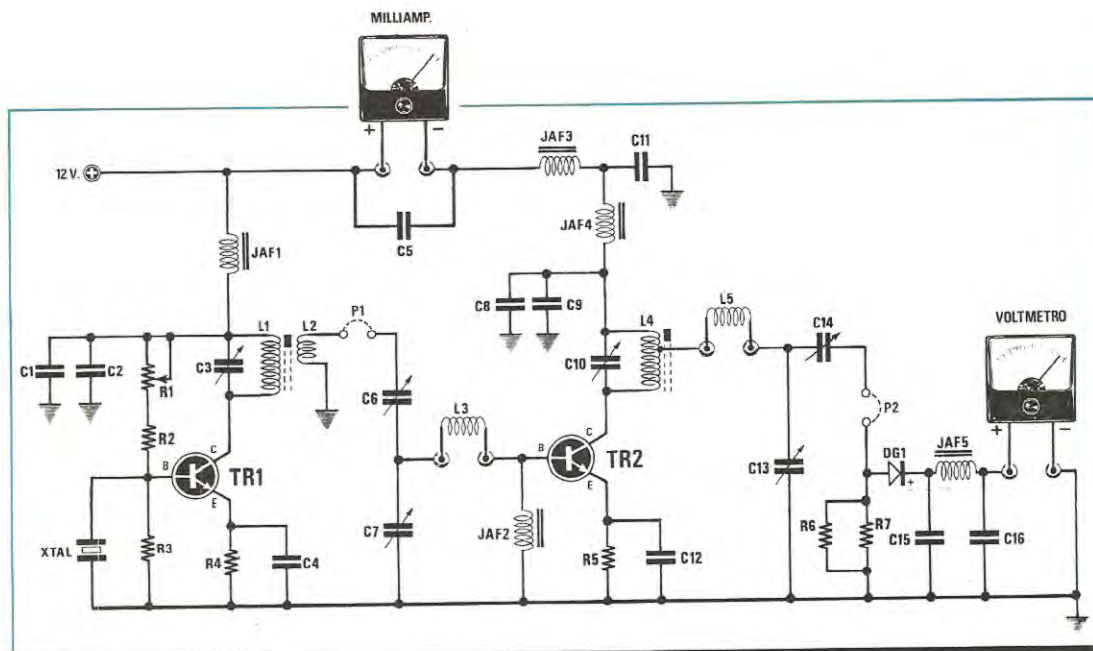 MILLIAMP.
+ -
12 V.
JAF3
C11
C5
JAF4
JAF1
C8
C9
L5
L1
L2
P1
L4
C14
VOLTMETRO
C1
C2
R1
C3
C6
C10
P2
+ -
R2
L3
C
B
TR1
E
C
B
TR2
E
C13
DG1
+
JAF5
XTAL
R3
R4
C4
C7
JAF2
R5
C12
R6
R7
C15
C16